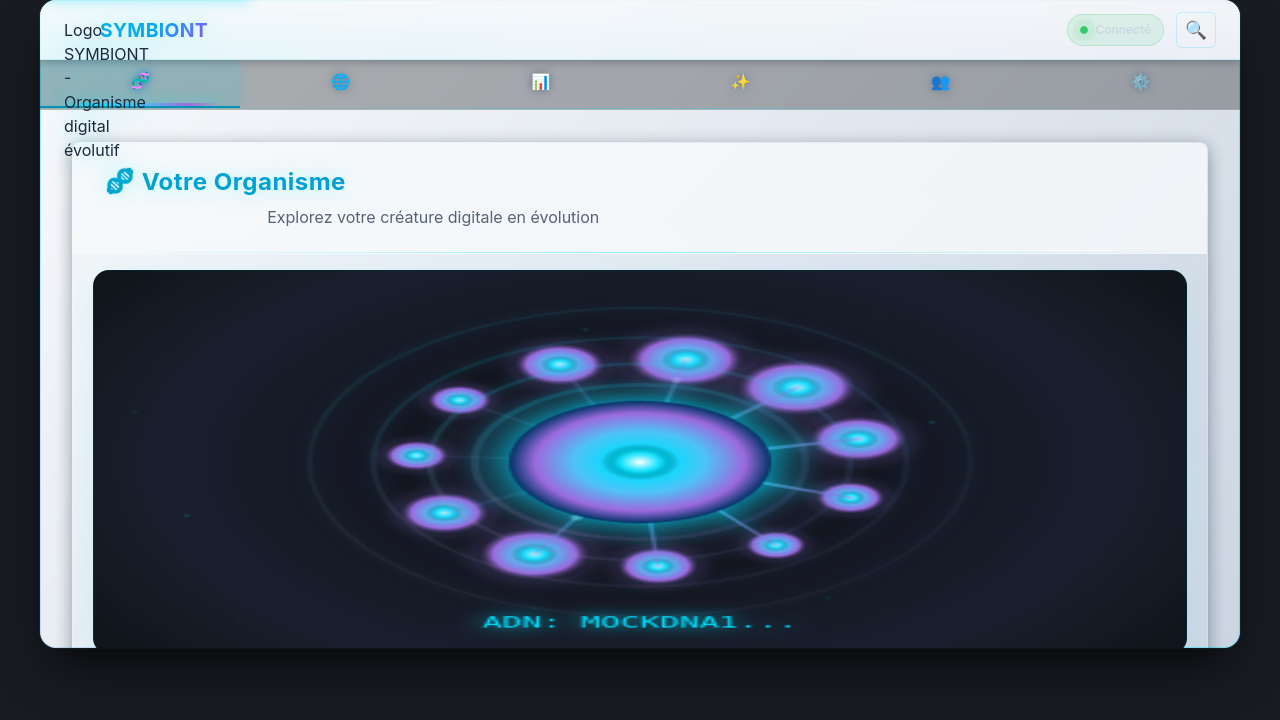 Logo
SYMBIONT
-
Organisme
digital
évolutif
SYMBIONT
Connecté
Votre Organisme
Explorez votre créature digitale en évolution
ADN: MOCKDNA1...